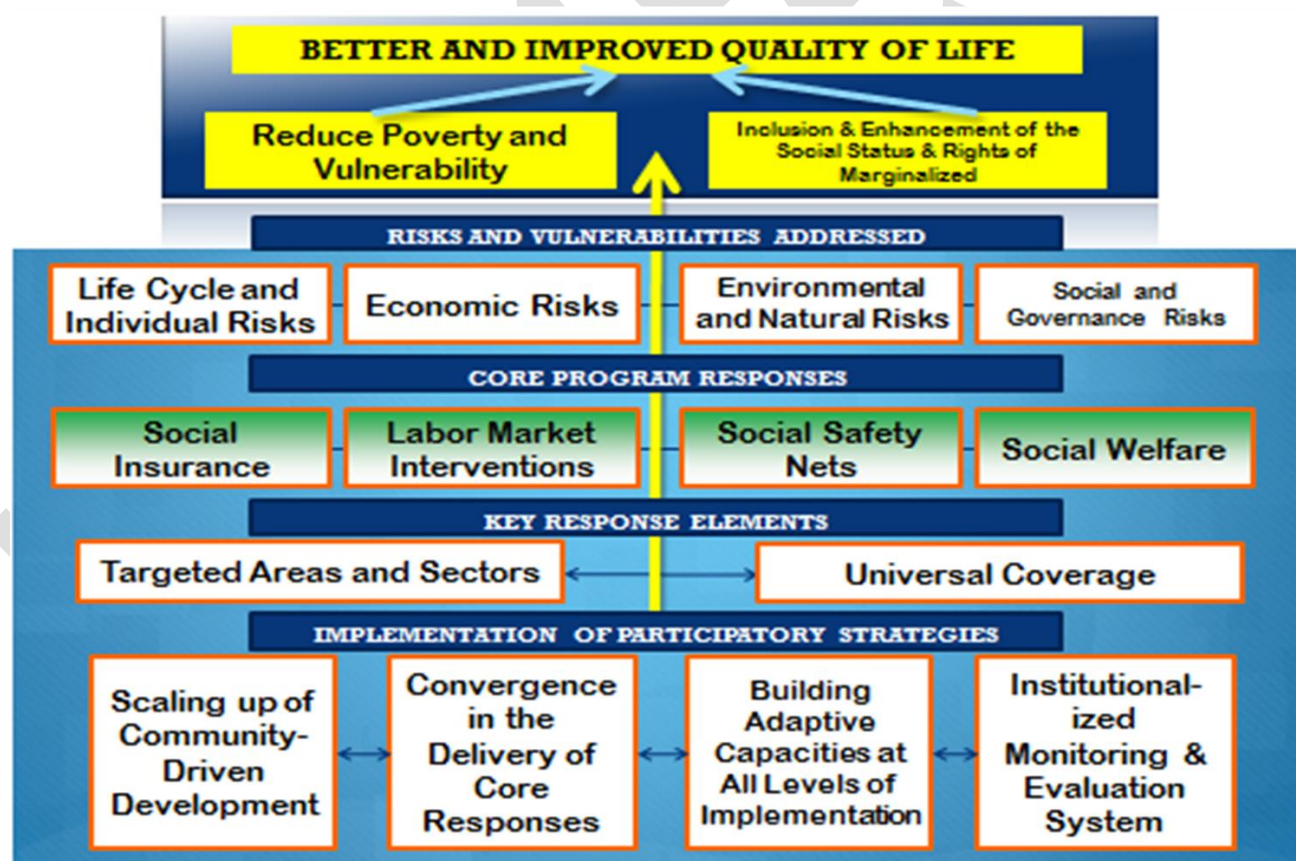 BETTER AND IMPROVED QUALITY OF LIFE
Reduce Poverty and
Vulnerability
Inclusion & Enhancement of the
Social Status & Rights of
Marginalized
RISKS AND VULNERABILITIES ADDRESSED
Life Cycle and
Individual Risks
Economic Risks
Environmental
and Natural Risks
Social and
Governance Risks
CORE PROGRAM RESPONSES
Social
Insurance
Labor Market
Interventions
Social Safety
Nets
Social Welfare
KEY RESPONSE ELEMENTS
Targeted Areas and Sectors
Universal Coverage
IMPLEMENTATION OF PARTICIPATORY STRATEGIES
Scaling up of
Community-
Driven
Development
Convergence
in the
Delivery of
Core
Responses
Building
Adaptive
Capacities at
All Levels of
Implementation
Institutional-
ized
Monitoring &
Evaluation
System